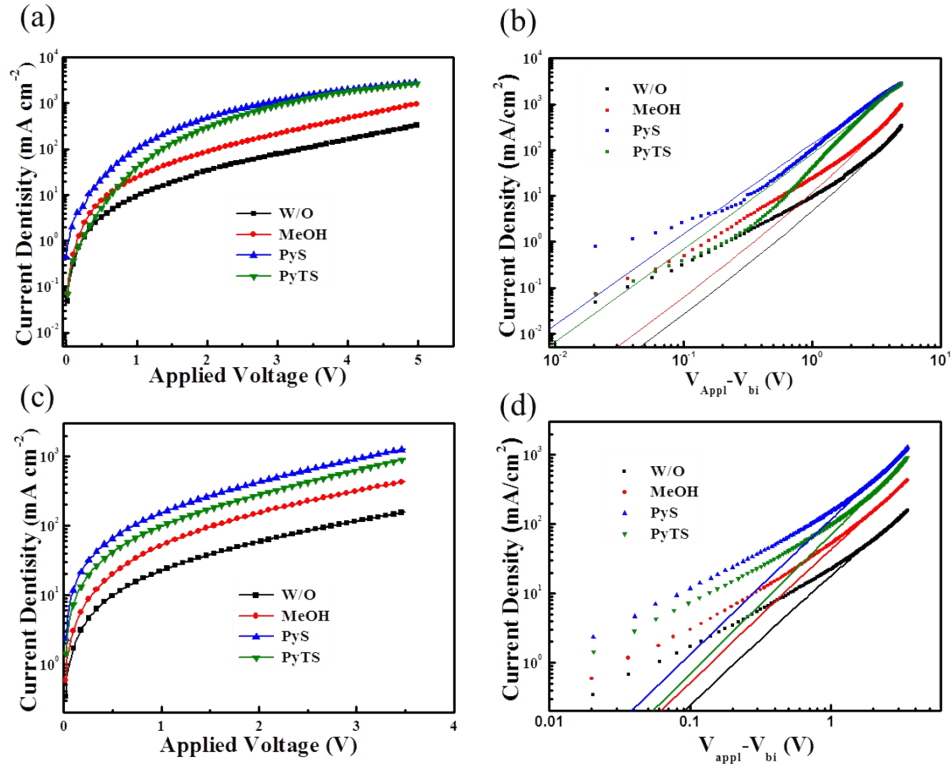 (a)
Current Dentisity (mA cm⁻²)
10⁴
10³
10²
10¹
10⁰
10⁻¹
10⁻²
W/O
MeOH
PyS
PyTS
0 1 2 3 4 5
Applied Voltage (V)
(b)
Current Density (mA/cm²)
10⁴
10³
10²
10¹
10⁰
10⁻¹
10⁻²
W/O
MeOH
PyS
PyTS
10⁻² 10⁻¹ 10⁰ 10¹
V_Appl-V_bi (V)
(c)
Current Dentisity (mA cm⁻²)
10³
10²
10¹
10⁰
W/O
MeOH
PyS
PyTS
0 1 2 3 4
Applied Voltage (V)
(d)
Current Density (mA/cm²)
10³
10²
10¹
10⁰
W/O
MeOH
PyS
PyTS
0.01 0.1 1
V_appl-V_bi (V)